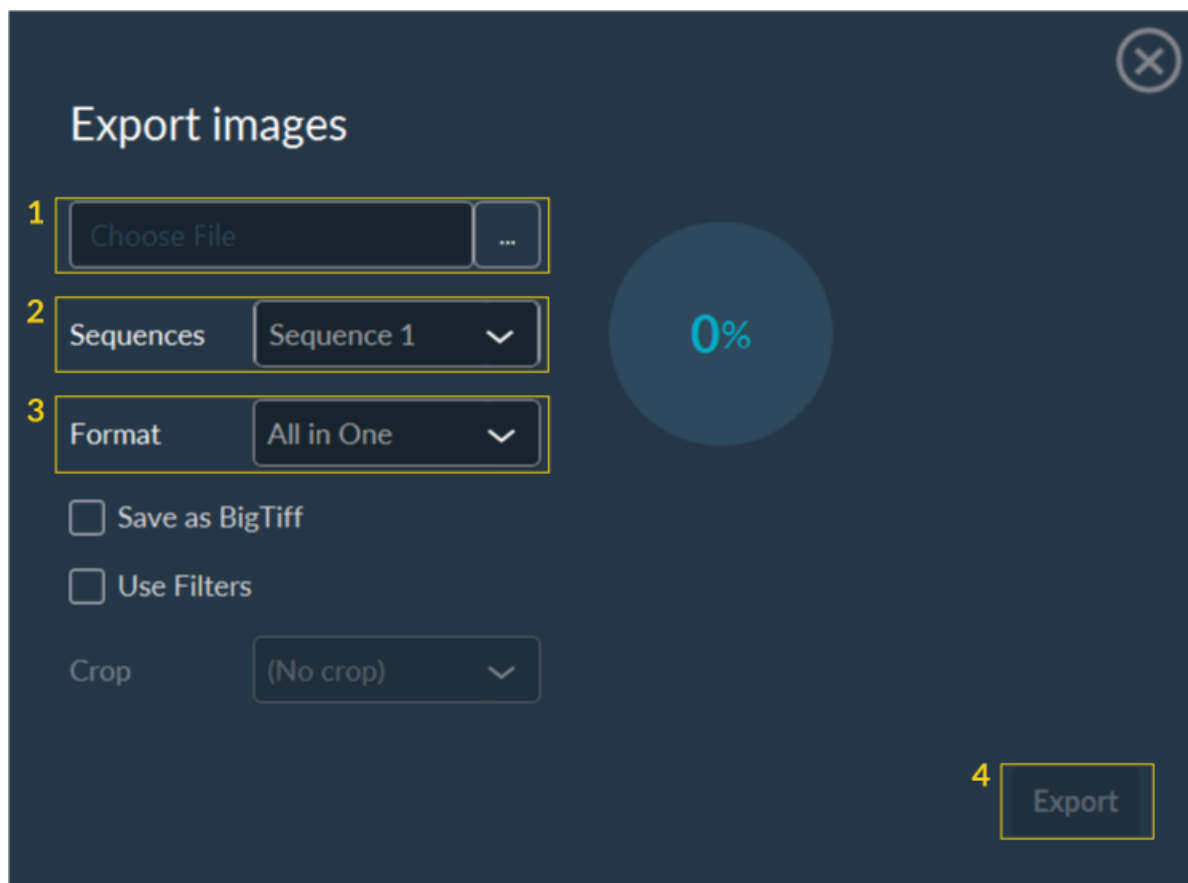 Export images
1
Choose File
...
2
Sequences
Sequence 1
3
Format
All in One
Save as BigTiff
Use Filters
Crop
(No crop)
0%
4
Export